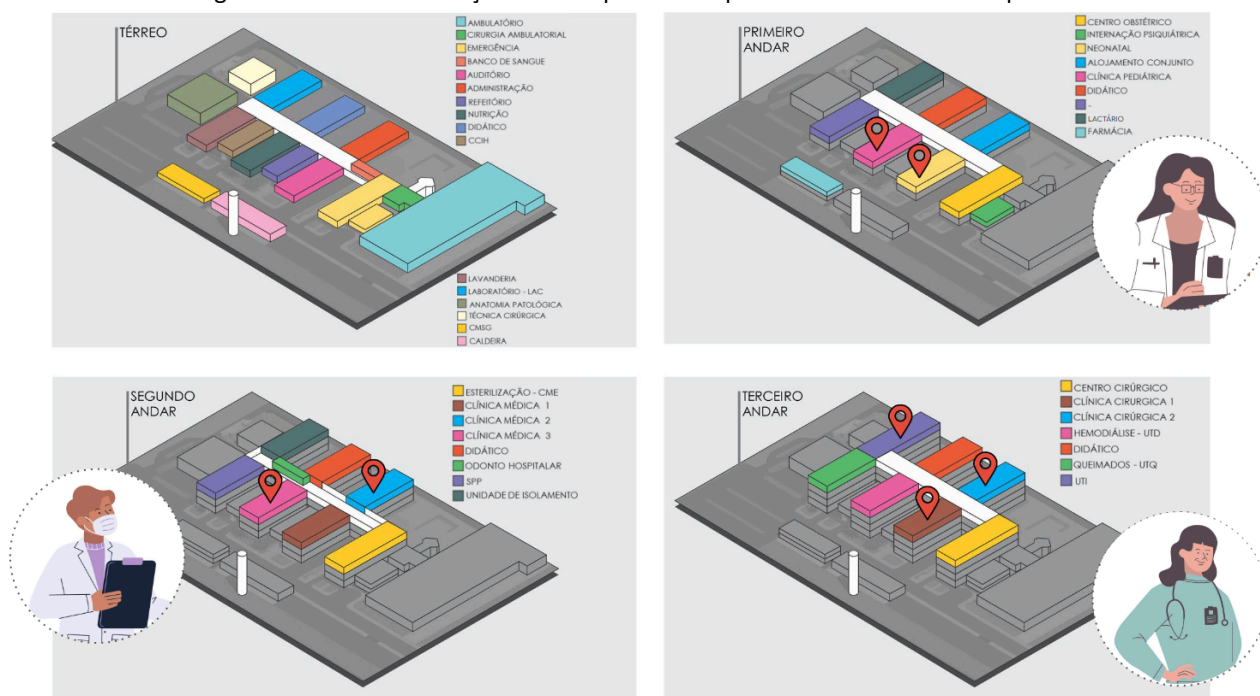 TÉRREO
AMBULATÓRIO
CIRURGIA AMBULATORIAL
EMERGÊNCIA
BANCO DE SANGUE
AUDITÓRIO
ADMINISTRAÇÃO
REFEITÓRIO
NUTRIÇÃO
DIDÁTICO
CCIH
LAVANDERIA
LABORATÓRIO - LAC
ANATOMIA PATOLÓGICA
TÉCNICA CIRÚRGICA
CMSG
CALDEIRA
PRIMEIRO
ANDAR
CENTRO OBSTÉTRICO
INTERNAÇÃO PSIQUIÁTRICA
NEONATAL
ALOJAMENTO CONJUNTO
CLÍNICA PEDIÁTRICA
DIDÁTICO
-
LACTÁRIO
FARMÁCIA
SEGUNDO
ANDAR
ESTERILIZAÇÃO - CME
CLÍNICA MÉDICA 1
CLÍNICA MÉDICA 2
CLÍNICA MÉDICA 3
DIDÁTICO
ODONTO HOSPITALAR
SPP
UNIDADE DE ISOLAMENTO
TERCEIRO
ANDAR
CENTRO CIRÚRGICO
CLÍNICA CIRURGICA 1
CLÍNICA CIRÚRGICA 2
HEMODIÁLISE - UTD
DIDÁTICO
QUEIMADOS - UTQ
UTI